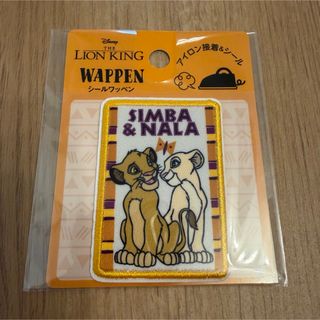 Disney
THE
LION KING
WAPPEN
シールワッペン
アイロン接着&シール
SIMBA
& NALA